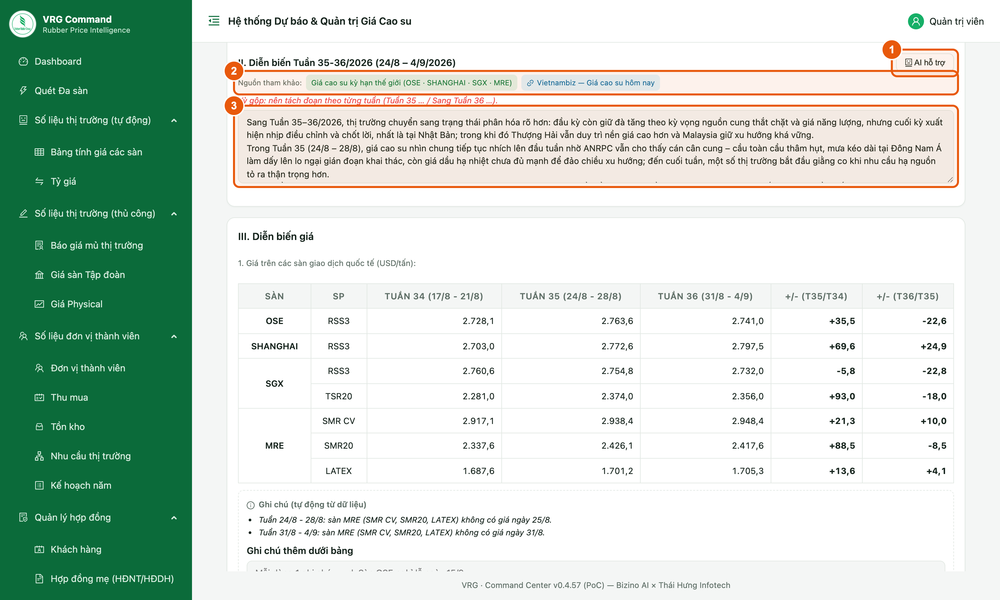 VRG Command
Rubber Price Intelligence
Dashboard
Quét Đa sàn
Số liệu thị trường (tự động)
Bảng tính giá các sàn
Tỷ giá
Số liệu thị trường (thủ công)
Báo giá mủ thị trường
Giá sàn Tập đoàn
Giá Physical
Số liệu đơn vị thành viên
Đơn vị thành viên
Thu mua
Tồn kho
Nhu cầu thị trường
Kế hoạch năm
Quản lý hợp đồng
Khách hàng
Hợp đồng mẹ (HĐNT/HĐDH)
Hệ thống Dự báo & Quản trị Giá Cao su
Quản trị viên
1
II. Diễn biến Tuần 35-36/2026 (24/8 – 4/9/2026)
AI hỗ trợ
2
Nguồn tham khảo: Giá cao su kỳ hạn thế giới (OSE · SHANGHAI · SGX · MRE) Vietnambiz — Giá cao su hôm nay
gộp: nên tách đoạn theo từng tuần (Tuần 35 ... / Sang Tuần 36 ...).
3
Sang Tuần 35–36/2026, thị trường chuyển sang trạng thái phân hóa rõ hơn: đầu kỳ còn giữ đà tăng theo kỳ vọng nguồn cung thắt chặt và giá năng lượng, nhưng cuối kỳ xuất
hiện nhịp điều chỉnh và chốt lời, nhất là tại Nhật Bản; trong khi đó Thượng Hải vẫn duy trì nền giá cao hơn và Malaysia giữ xu hướng khá vững.
Trong Tuần 35 (24/8 – 28/8), giá cao su nhìn chung tiếp tục nhích lên đầu tuần nhờ ANRPC vẫn cho thấy cán cân cung – cầu toàn cầu thâm hụt, mưa kéo dài tại Đông Nam Á
làm dấy lên lo ngại gián đoạn khai thác, còn giá dầu hạ nhiệt chưa đủ mạnh để đảo chiều xu hướng; đến cuối tuần, một số thị trường bắt đầu giằng co khi nhu cầu hạ nguồn
tỏ ra thận trọng hơn.
III. Diễn biến giá
1. Giá trên các sàn giao dịch quốc tế (USD/tấn):
SÀN SP TUẦN 34 (17/8 - 21/8) TUẦN 35 (24/8 - 28/8) TUẦN 36 (31/8 - 4/9) +/- (T35/T34) +/- (T36/T35)
OSE RSS3 2.728,1 2.763,6 2.741,0 +35,5 -22,6
SHANGHAI RSS3 2.703,0 2.772,6 2.797,5 +69,6 +24,9
SGX RSS3 2.760,6 2.754,8 2.732,0 -5,8 -22,8
TSR20 2.281,0 2.374,0 2.356,0 +93,0 -18,0
MRE SMR CV 2.917,1 2.938,4 2.948,4 +21,3 +10,0
SMR20 2.337,6 2.426,1 2.417,6 +88,5 -8,5
LATEX 1.687,6 1.701,2 1.705,3 +13,6 +4,1
Ghi chú (tự động từ dữ liệu)
• Tuần 24/8 - 28/8: sàn MRE (SMR CV, SMR20, LATEX) không có giá ngày 25/8.
• Tuần 31/8 - 4/9: sàn MRE (SMR CV, SMR20, LATEX) không có giá ngày 31/8.
Ghi chú thêm dưới bảng
VRG · Command Center v0.4.57 (PoC) — Bizino AI × Thái Hưng Infotech